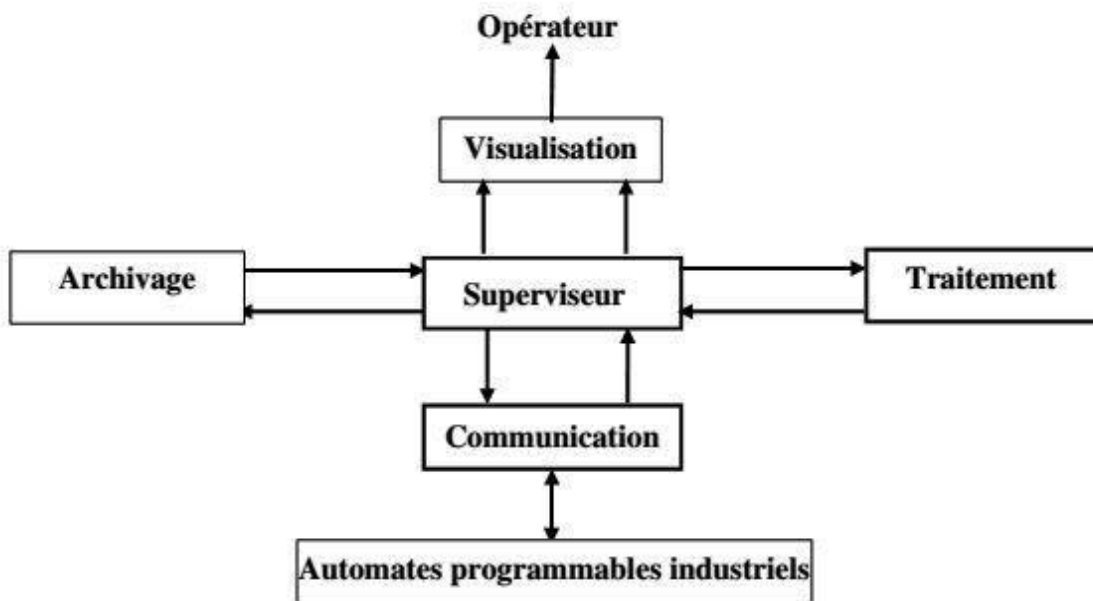 Opérateur
Visualisation
Archivage
Superviseur
Traitement
Communication
Automates programmables industriels